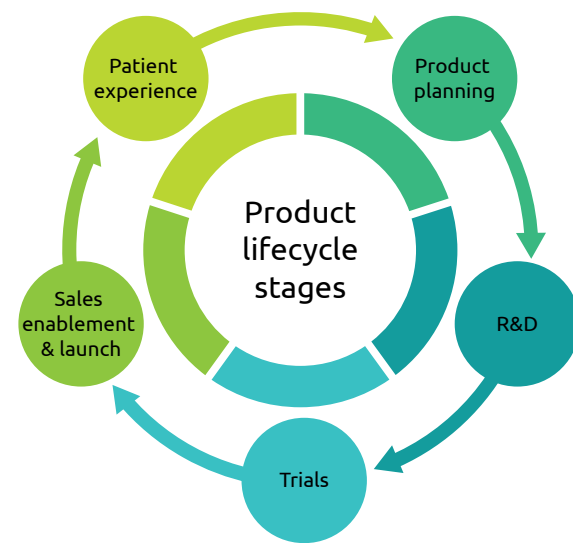 Patient
experience
Product
planning
Product
lifecycle
stages
Sales
enablement
& launch
R&D
Trials